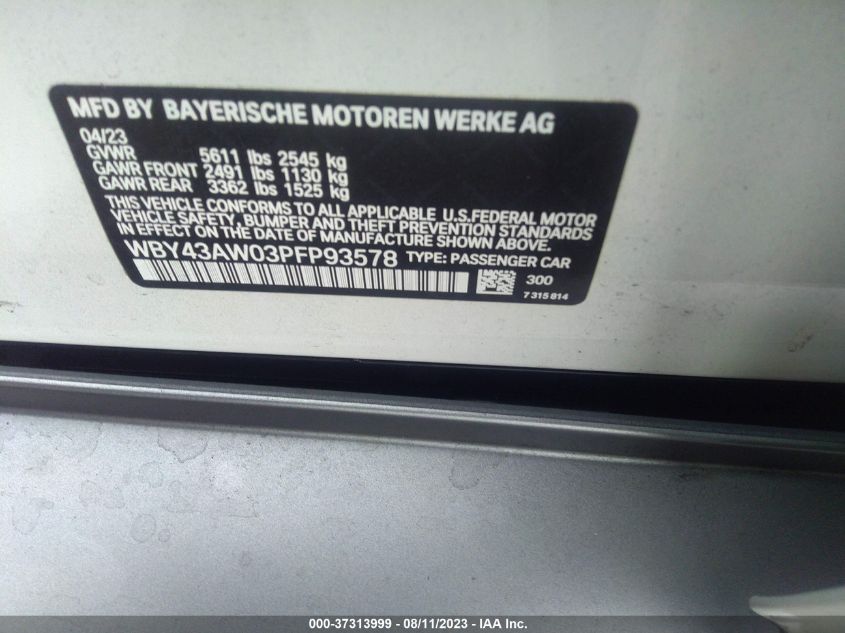 MFD BY BAYERISCHE MOTOREN WERKE AG
04/23
GVWR 5611 lbs 2545 kg
GAWR FRONT 2491 lbs 1130 kg
GAWR REAR 3362 lbs 1525 kg
THIS VEHICLE CONFORMS TO ALL APPLICABLE U.S.FEDERAL MOTOR
VEHICLE SAFETY, BUMPER AND THEFT PREVENTION STANDARDS
IN EFFECT ON THE DATE OF MANUFACTURE SHOWN ABOVE.
WBY43AW03PFP93578 TYPE: PASSENGER CAR
300
7 315 814
000-37313999 - 08/11/2023 - IAA Inc.